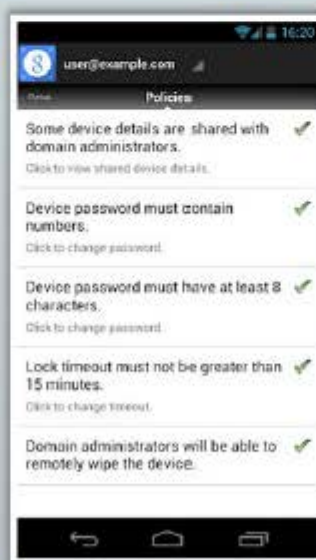 16:20
8
user@example.com
Policies
Some device details are shared with
domain administrators.
Click to view shared device details.
Device password must contain
numbers.
Click to change password.
Device password must have at least 8
characters.
Click to change password.
Lock timeout must not be greater than
15 minutes.
Click to change timeout.
Domain administrators will be able to
remotely wipe the device.